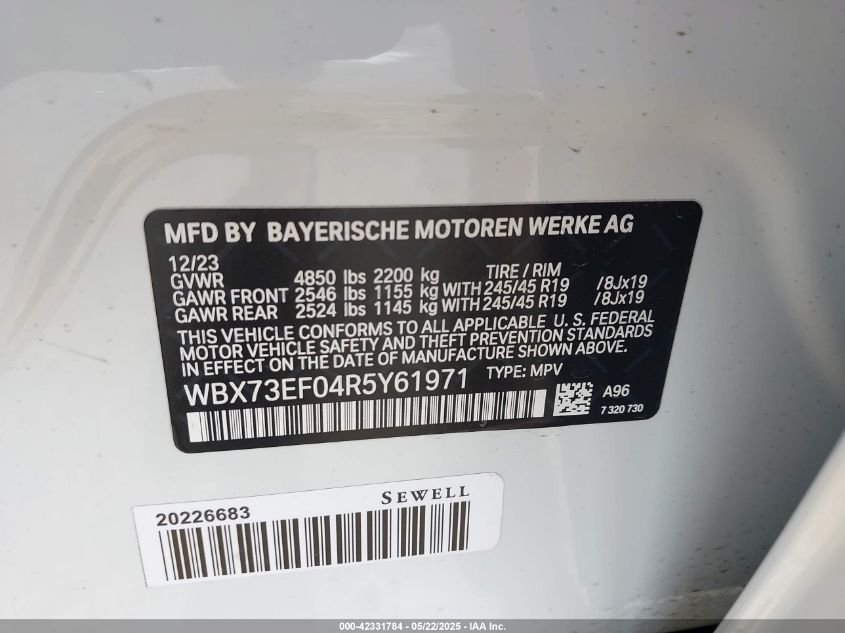 MFD BY BAYERISCHE MOTOREN WERKE AG
12/23 TIRE / RIM
GVWR 4850 lbs 2200 kg
GAWR FRONT 2546 lbs 1155 kg WITH 245/45 R19 /8Jx19
GAWR REAR 2524 lbs 1145 kg WITH 245/45 R19 /8Jx19
THIS VEHICLE CONFORMS TO ALL APPLICABLE U.S. FEDERAL
MOTOR VEHICLE SAFETY AND THEFT PREVENTION STANDARDS
IN EFFECT ON THE DATE OF MANUFACTURE SHOWN ABOVE.
WBX73EF04R5Y61971 TYPE: MPV
A96
7 320 730
SEWELL
20226683
000-42331784 - 05/22/2025 - IAA Inc.